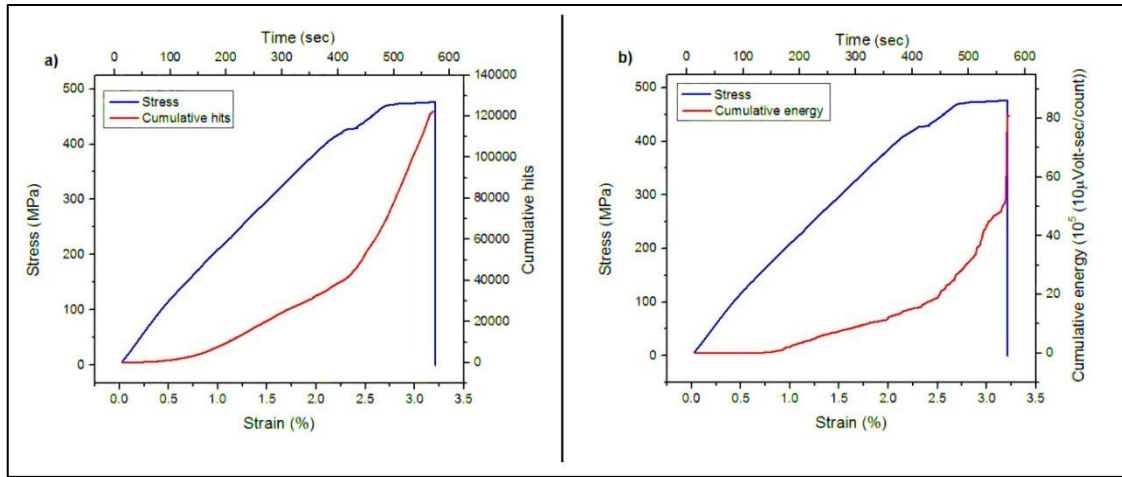 a)
Time (sec)
0 100 200 300 400 500 600
Stress
Cumulative hits
500
400
300
200
100
0
Stress (MPa)
140000
120000
100000
80000
60000
40000
20000
0
Cumulative hits
0.0 0.5 1.0 1.5 2.0 2.5 3.0 3.5
Strain (%)
b)
Time (sec)
0 100 200 300 400 500 600
Stress
Cumulative energy
500
400
300
200
100
0
Stress (MPa)
80
60
40
20
0
Cumulative energy (10⁵ (10µVolt-sec/count))
0.0 0.5 1.0 1.5 2.0 2.5 3.0 3.5
Strain (%)